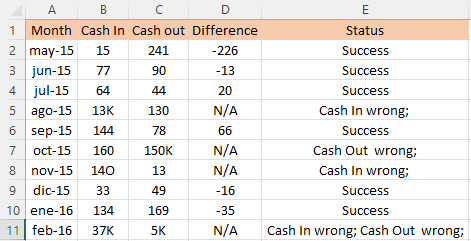 A B C D E
1 Month Cash In Cash out Difference Status
2 may-15 15 241 -226 Success
3 jun-15 77 90 -13 Success
4 jul-15 64 44 20 Success
5 ago-15 13K 130 N/A Cash In wrong;
6 sep-15 144 78 66 Success
7 oct-15 160 150K N/A Cash Out  wrong;
8 nov-15 14O 13 N/A Cash In wrong;
9 dic-15 33 49 -16 Success
10 ene-16 134 169 -35 Success
11 feb-16 37K 5K N/A Cash In wrong; Cash Out  wrong;